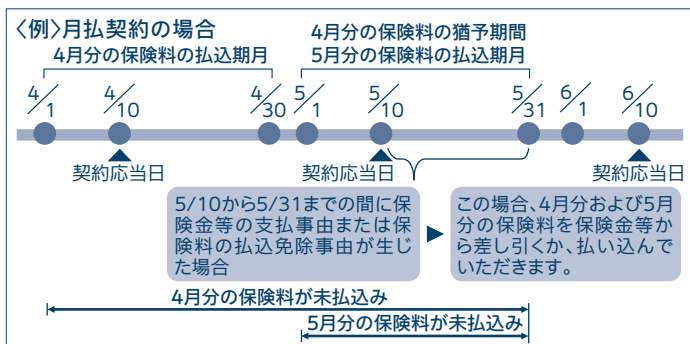 〈例〉月払契約の場合
4月分の保険料の払込期月
4月分の保険料の猶予期間
5月分の保険料の払込期月
4/1 4/10 4/30 5/1 5/10 5/31 6/1 6/10
契約応当日 契約応当日 契約応当日
5/10から5/31までの間に保
険金等の支払事由または保
険料の払込免除事由が生じ
た場合
この場合、4月分および5月
分の保険料を保険金等か
ら差し引くか、払い込んで
いただきます。
4月分の保険料が未払込み
5月分の保険料が未払込み